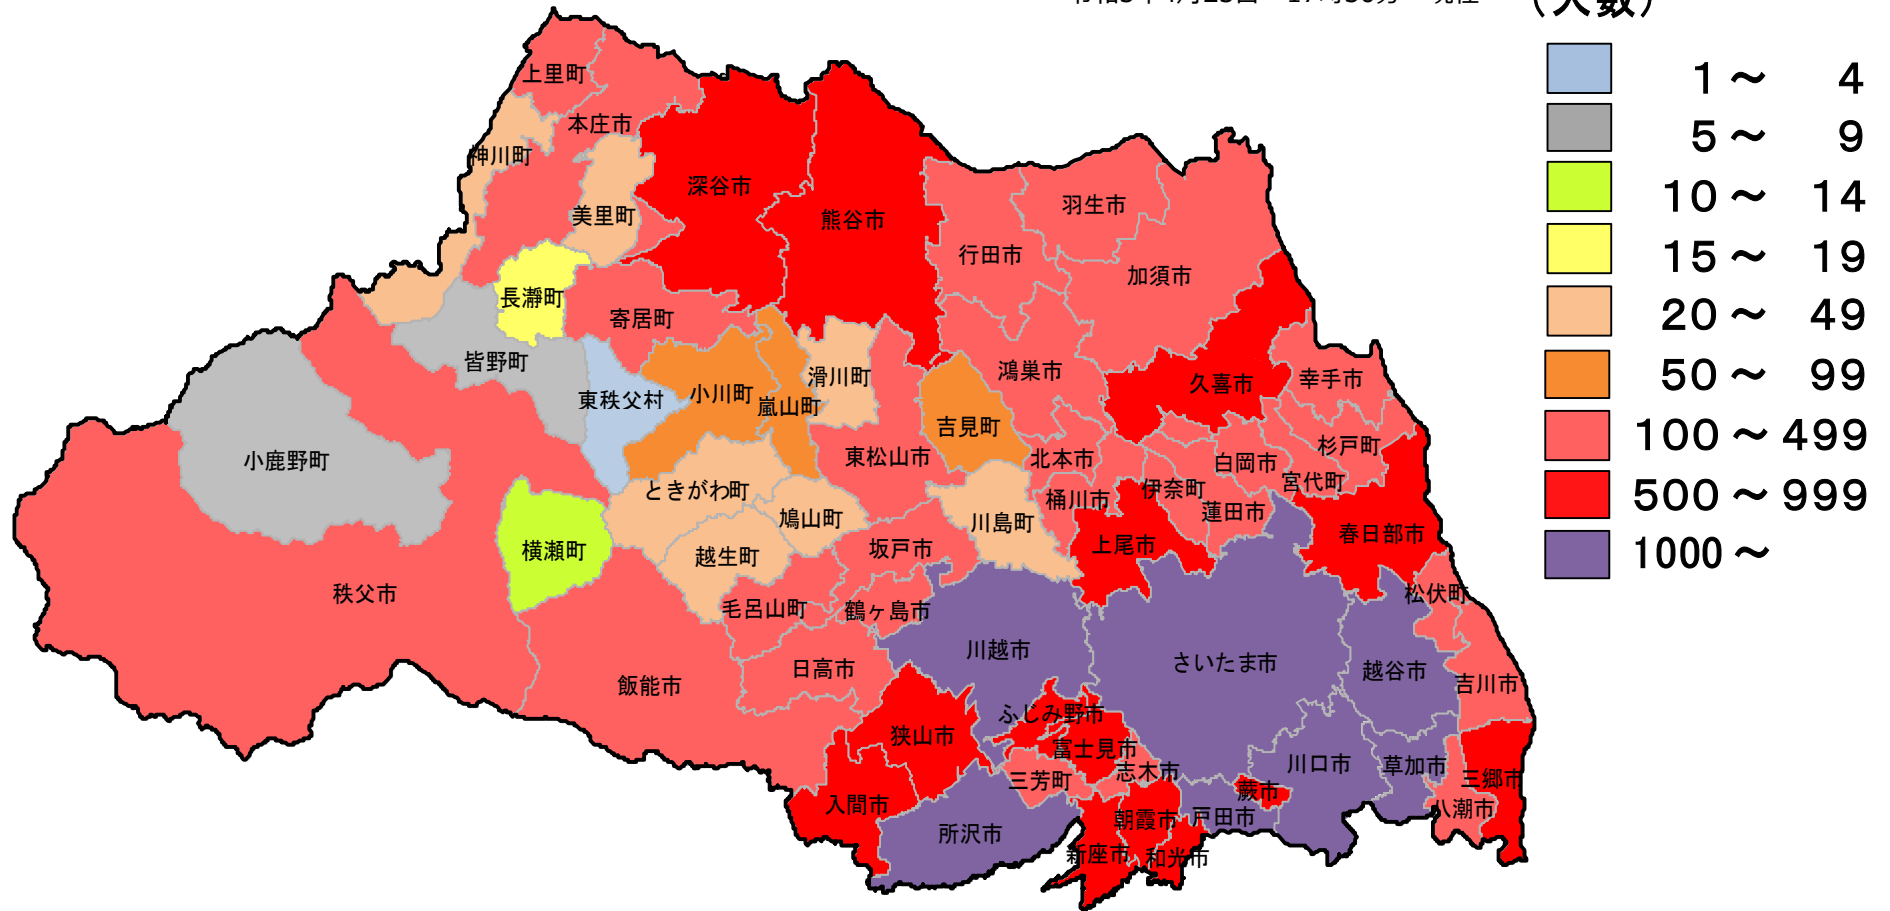 (人数)
1～ 4
5～ 9
10～ 14
15～ 19
20～ 49
50～ 99
100～499
500～999
1000～
上里町
本庄市
神川町
美里町
深谷市
熊谷市
行田市
羽生市
加須市
長瀞町
寄居町
皆野町
東秩父村
小川町
嵐山町
滑川町
吉見町
鴻巣市
久喜市
幸手市
小鹿野町
東松山市
北本市
白岡市
杉戸町
宮代町
ときがわ町
鳩山町
川島町
桶川市
伊奈町
蓮田市
春日部市
横瀬町
越生町
坂戸市
上尾市
秩父市
毛呂山町
鶴ヶ島市
松伏町
飯能市
日高市
川越市
さいたま市
越谷市
吉川市
狭山市
ふじみ野市
富士見市
三芳町
志木市
川口市
草加市
三郷市
入間市
所沢市
朝霞市
戸田市
蕨市
八潮市
新座市
和光市